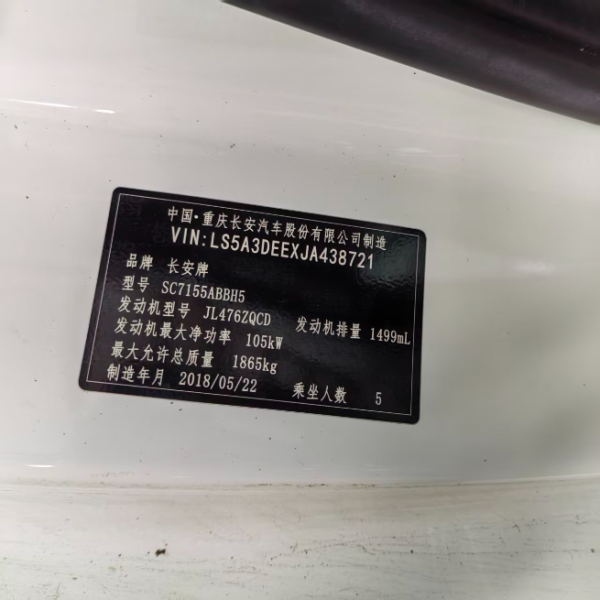 中国·重庆长安汽车股份有限公司制造
VIN:LS5A3DEEXJA438721
品牌 长安牌
型号 SC7155ABBH5
发动机型号 JL476ZQCD 发动机排量 1499mL
发动机最大净功率 105kW
最大允许总质量 1865kg
制造年月 2018/05/22 乘坐人数 5